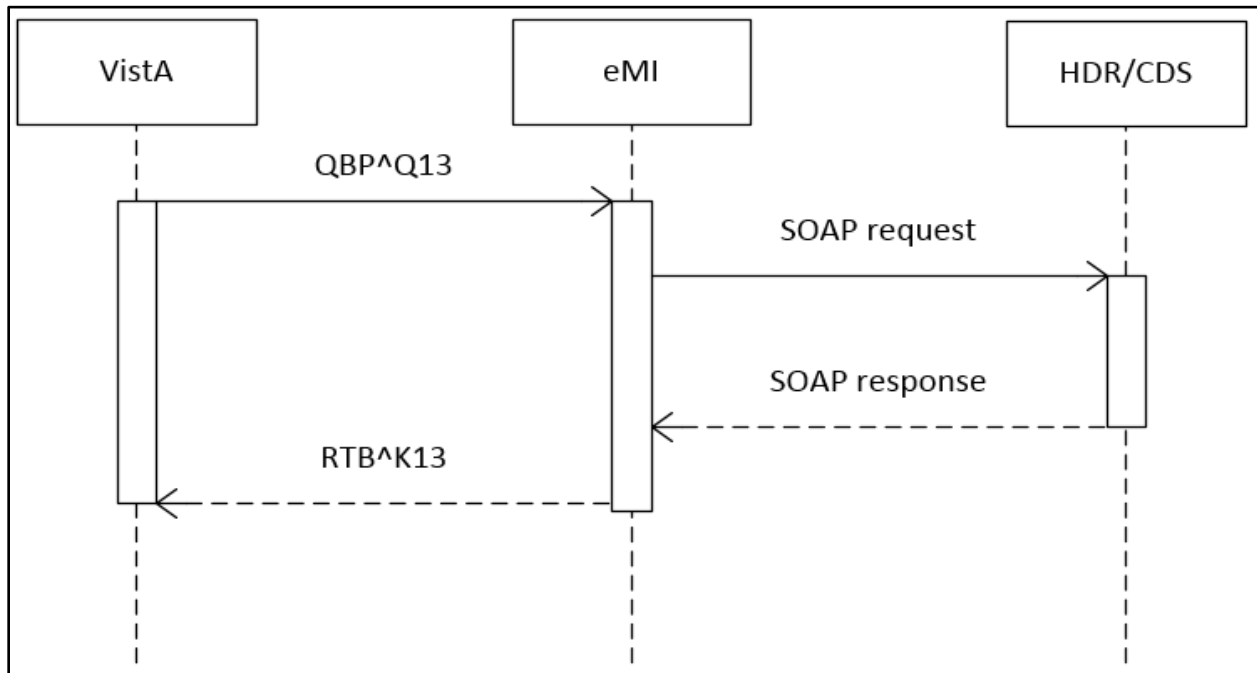 VistA
eMI
HDR/CDS
QBP^Q13
SOAP request
SOAP response
RTB^K13